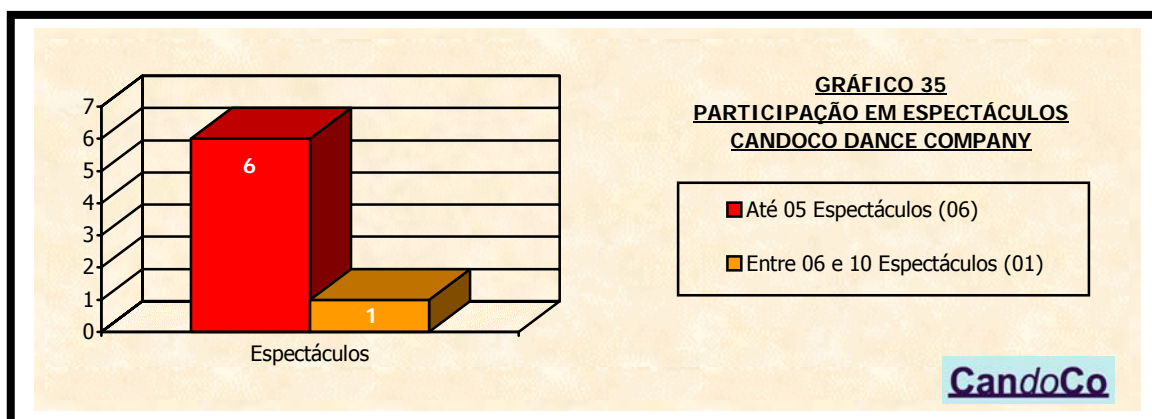 GRÁFICO 35
PARTICIPAÇÃO EM ESPECTÁCULOS
CANDOCO DANCE COMPANY
7
6
5
4
3
2
1
0
6
1
Espectáculos
Até 05 Espectáculos (06)
Entre 06 e 10 Espectáculos (01)
CandoCo